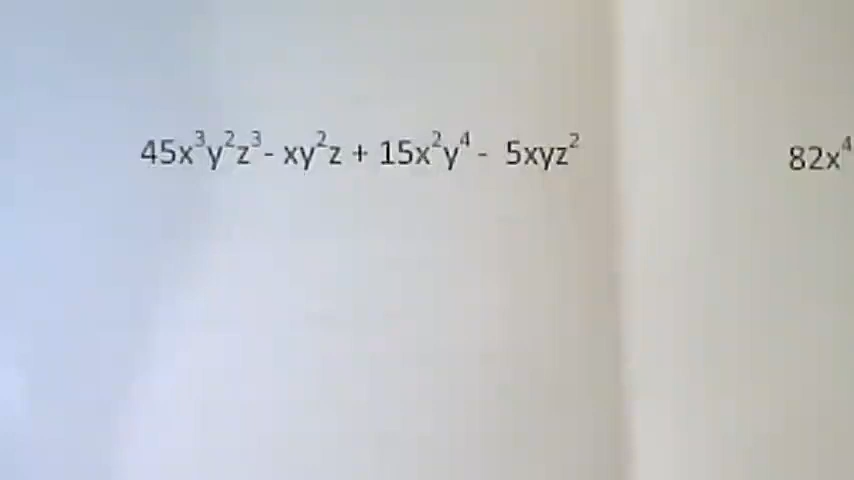 45x³y²z³- xy²z + 15x²y⁴ - 5xyz²
82x⁴